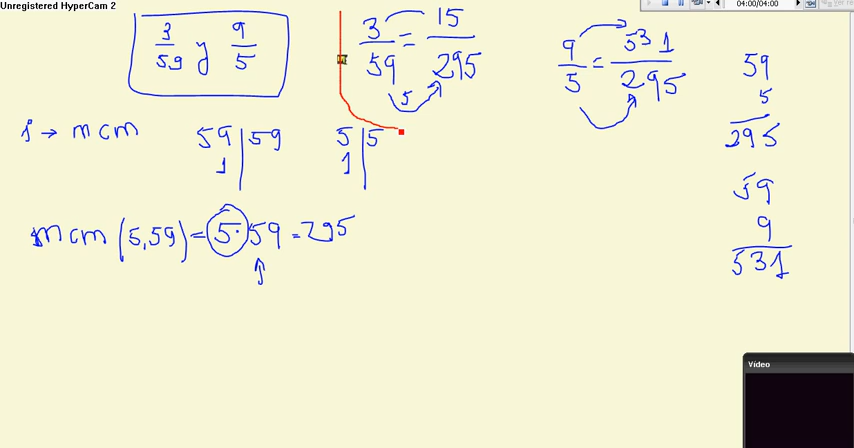 Unregistered HyperCam 2
04:00/04:00
3/59 y 9/5
3/59 = 15/295
5
9/5 = 531/295
59
5
295
59
9
531
1 → mcm
59 | 59
1
5 | 5
1
mcm (5,59) = 5·59 = 295
Vídeo